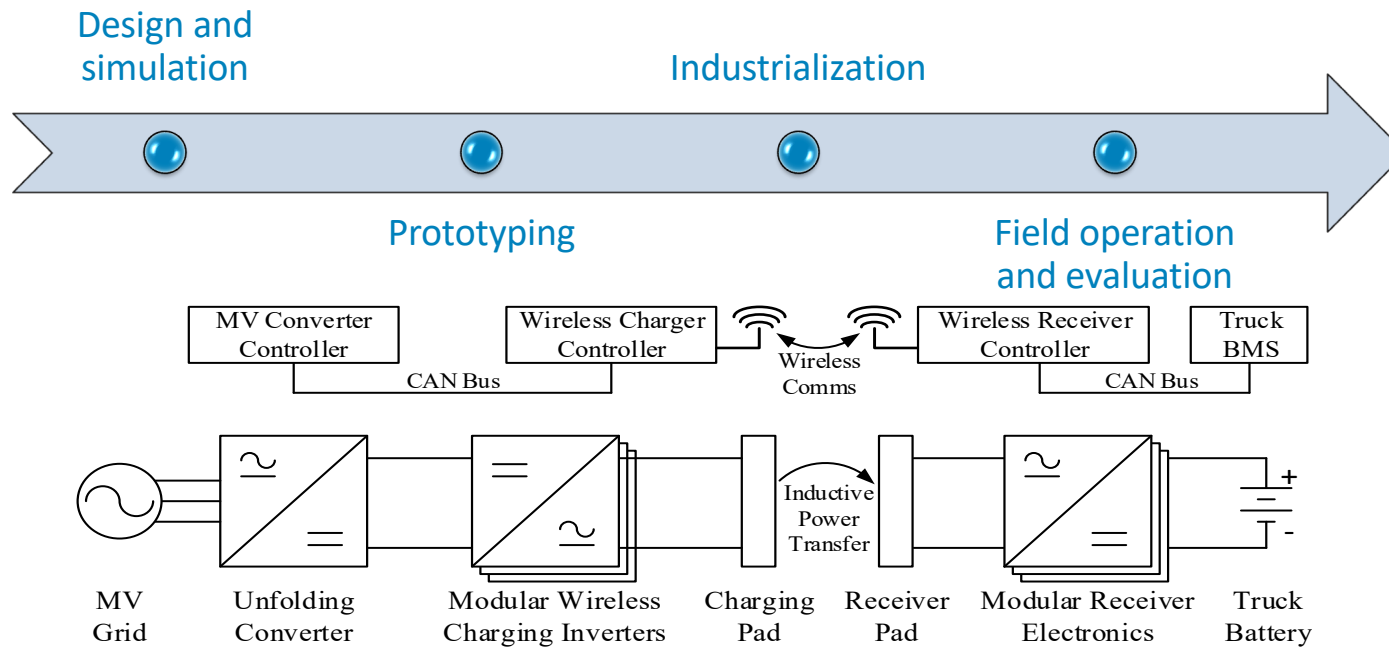 Design and
simulation
Industrialization
Prototyping
Field operation
and evaluation
MV Converter
Controller
Wireless Charger
Controller
Wireless
Comms
Wireless Receiver
Controller
Truck
BMS
CAN Bus
CAN Bus
Inductive
Power
Transfer
+
-
MV
Grid
Unfolding
Converter
Modular Wireless
Charging Inverters
Charging
Pad
Receiver
Pad
Modular Receiver
Electronics
Truck
Battery